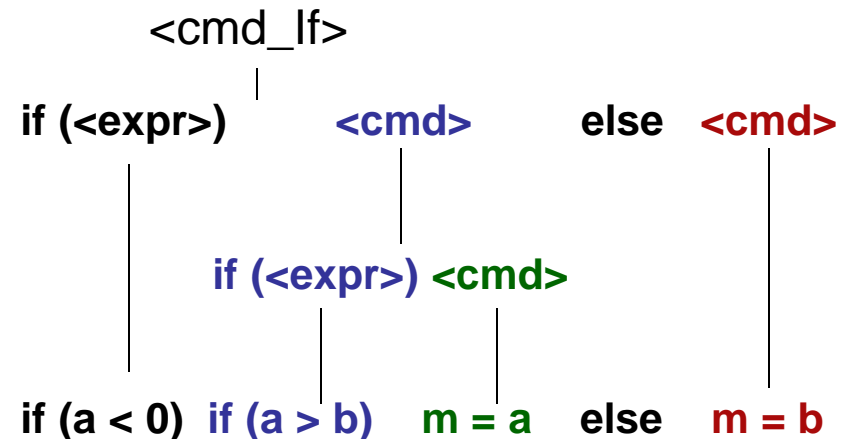 <cmd_If>
if (<expr>) <cmd> else <cmd>
if (<expr>) <cmd>
if (a < 0) if (a > b) m = a else m = b